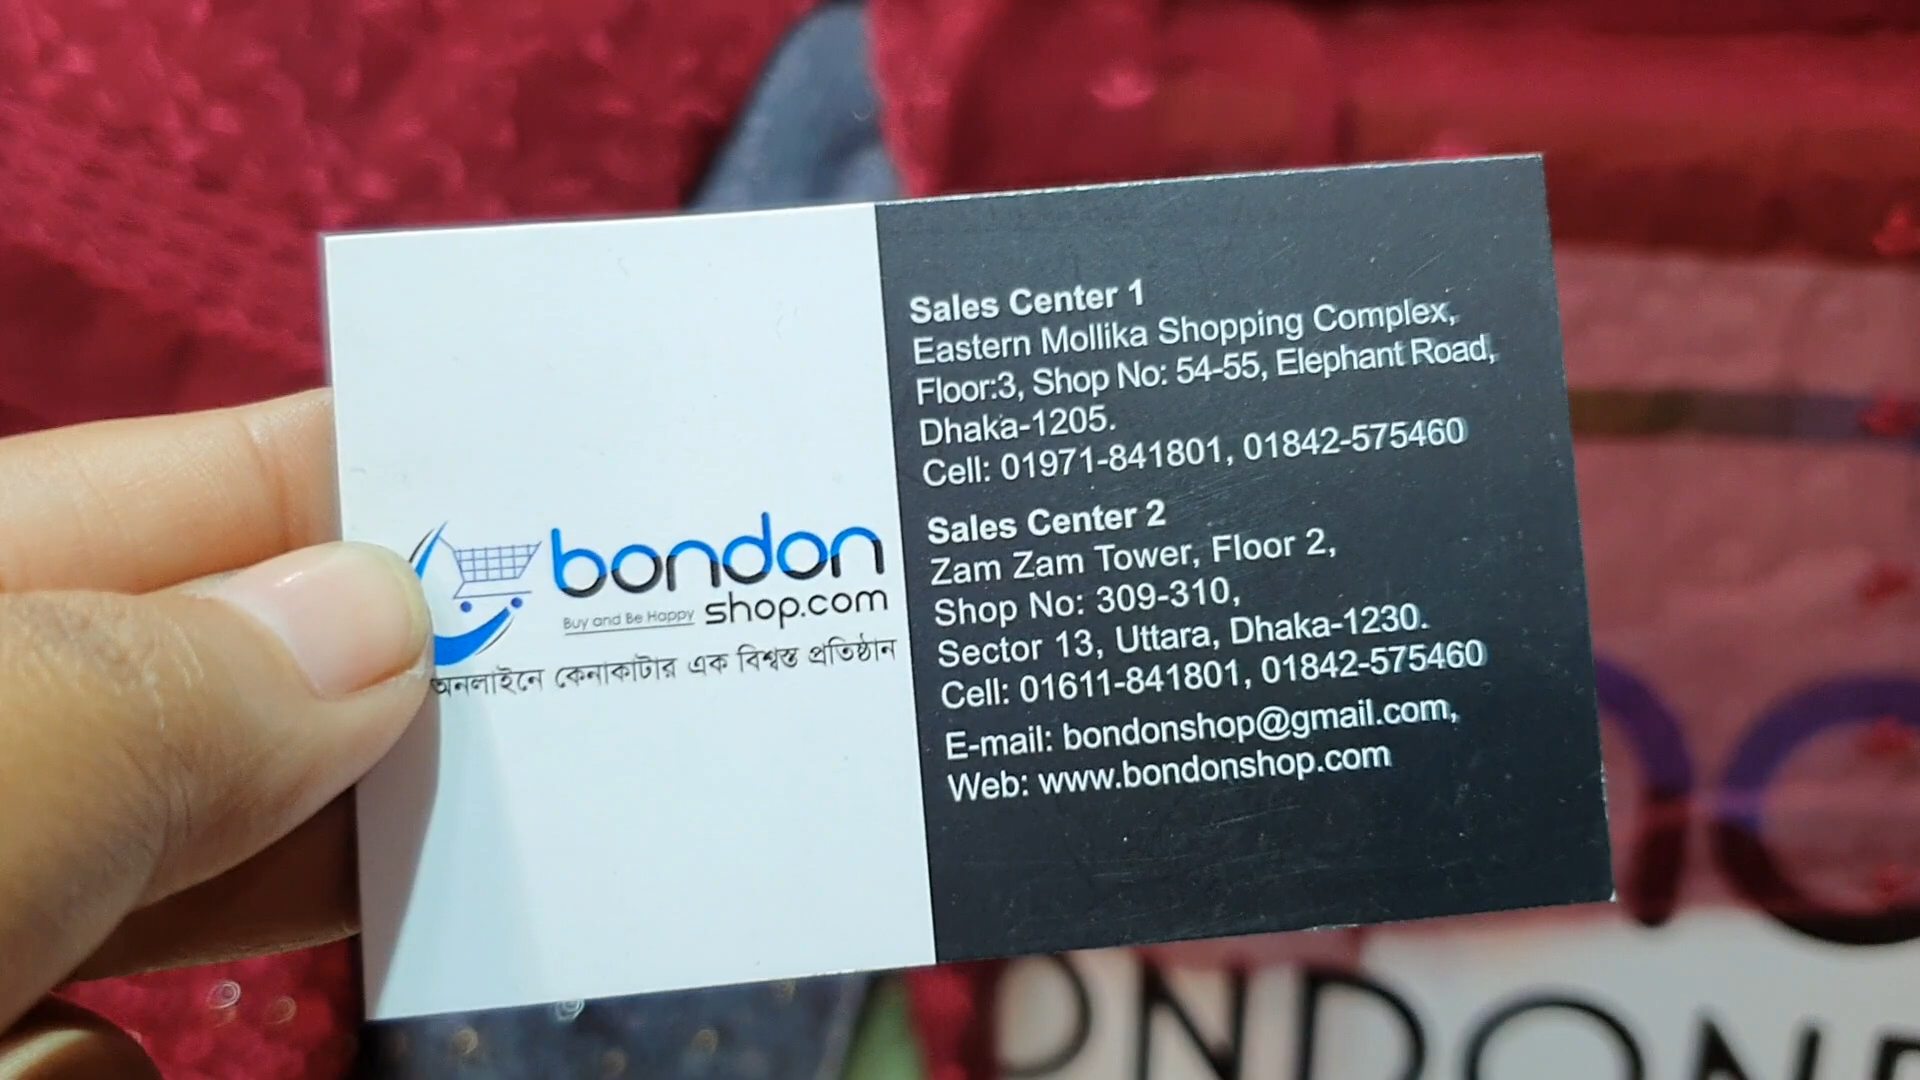 bondon
Buy and Be Happy shop.com
অনলাইনে কেনাকাটার এক বিশ্বস্ত প্রতিষ্ঠান
Sales Center 1
Eastern Mollika Shopping Complex,
Floor:3, Shop No: 54-55, Elephant Road,
Dhaka-1205.
Cell: 01971-841801, 01842-575460
Sales Center 2
Zam Zam Tower, Floor 2,
Shop No: 309-310,
Sector 13, Uttara, Dhaka-1230.
Cell: 01611-841801, 01842-575460
E-mail: bondonshop@gmail.com,
Web: www.bondonshop.com